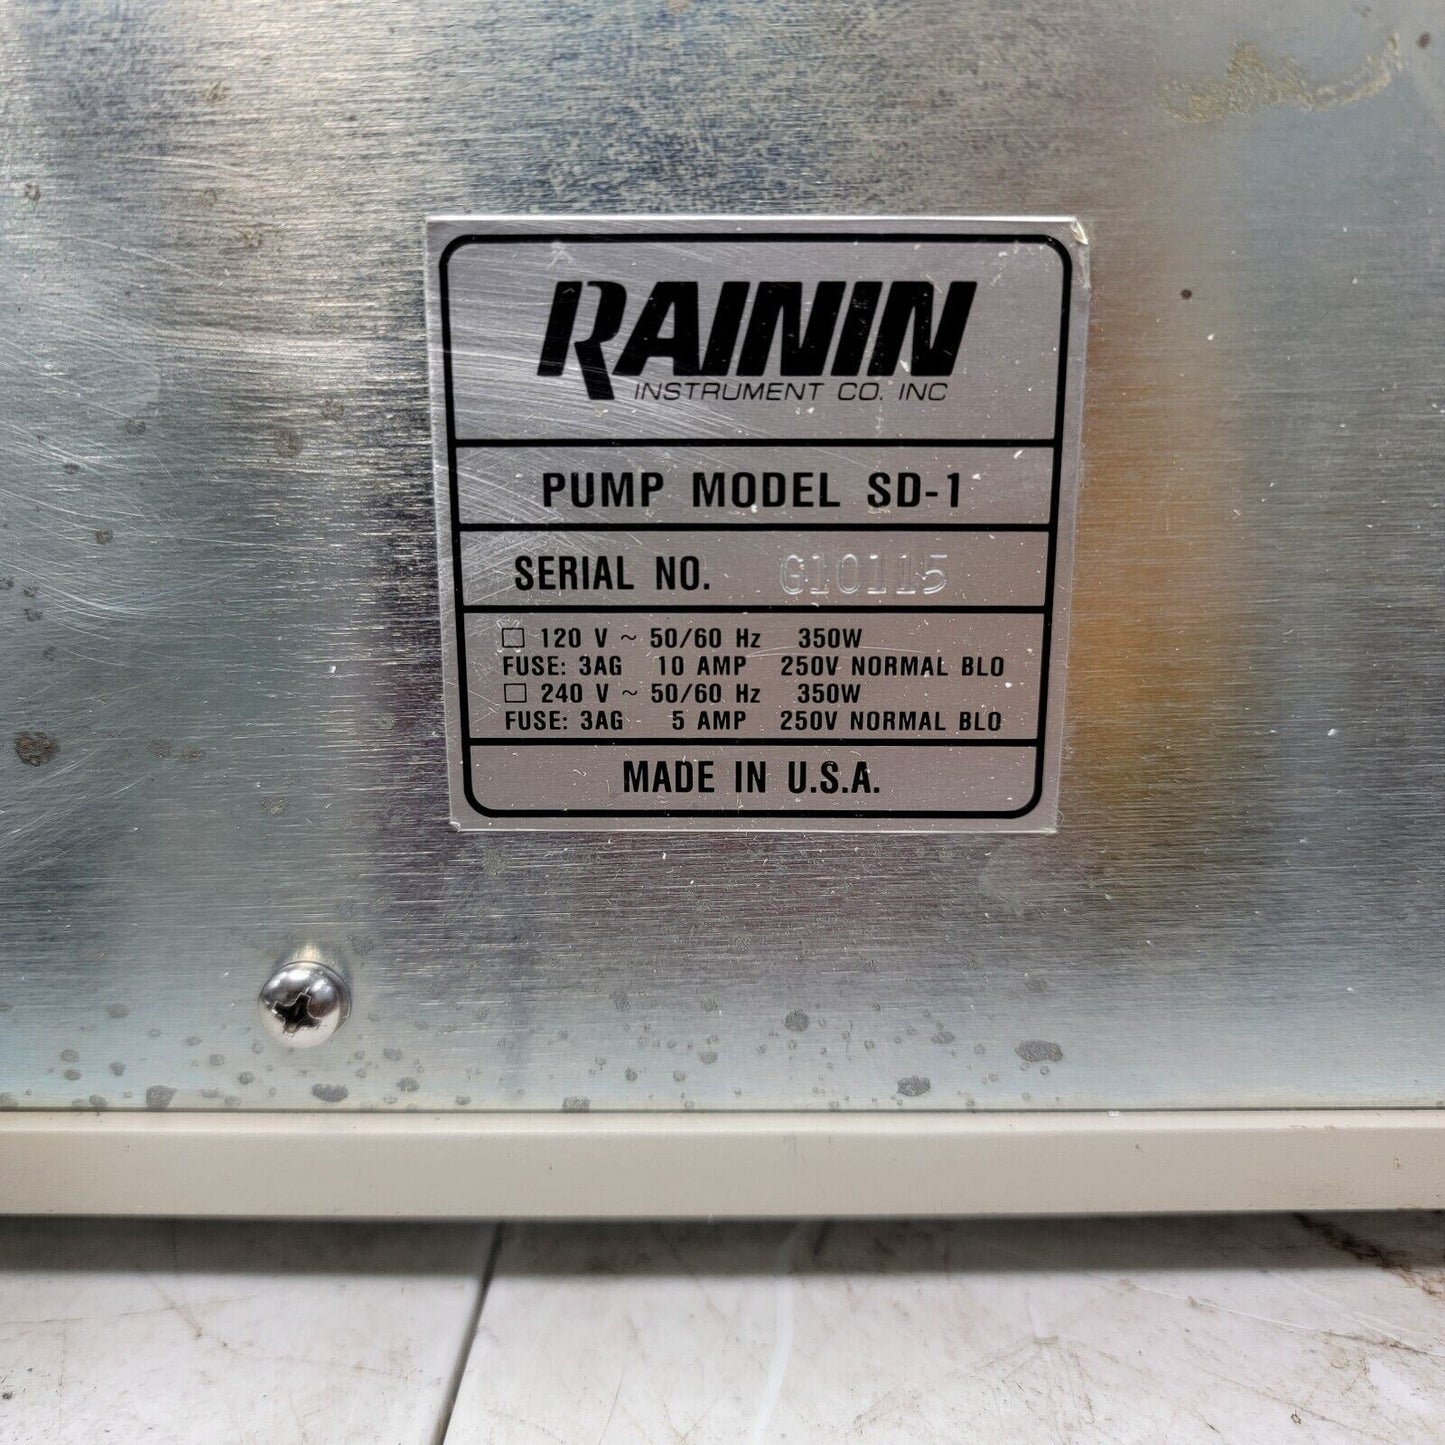 RAININ
INSTRUMENT CO. INC
PUMP MODEL SD-1
SERIAL NO. G10115
☐ 120 V ~ 50/60 Hz 350W
FUSE: 3AG 10 AMP 250V NORMAL BLO
☐ 240 V ~ 50/60 Hz 350W
FUSE: 3AG 5 AMP 250V NORMAL BLO
MADE IN U.S.A.